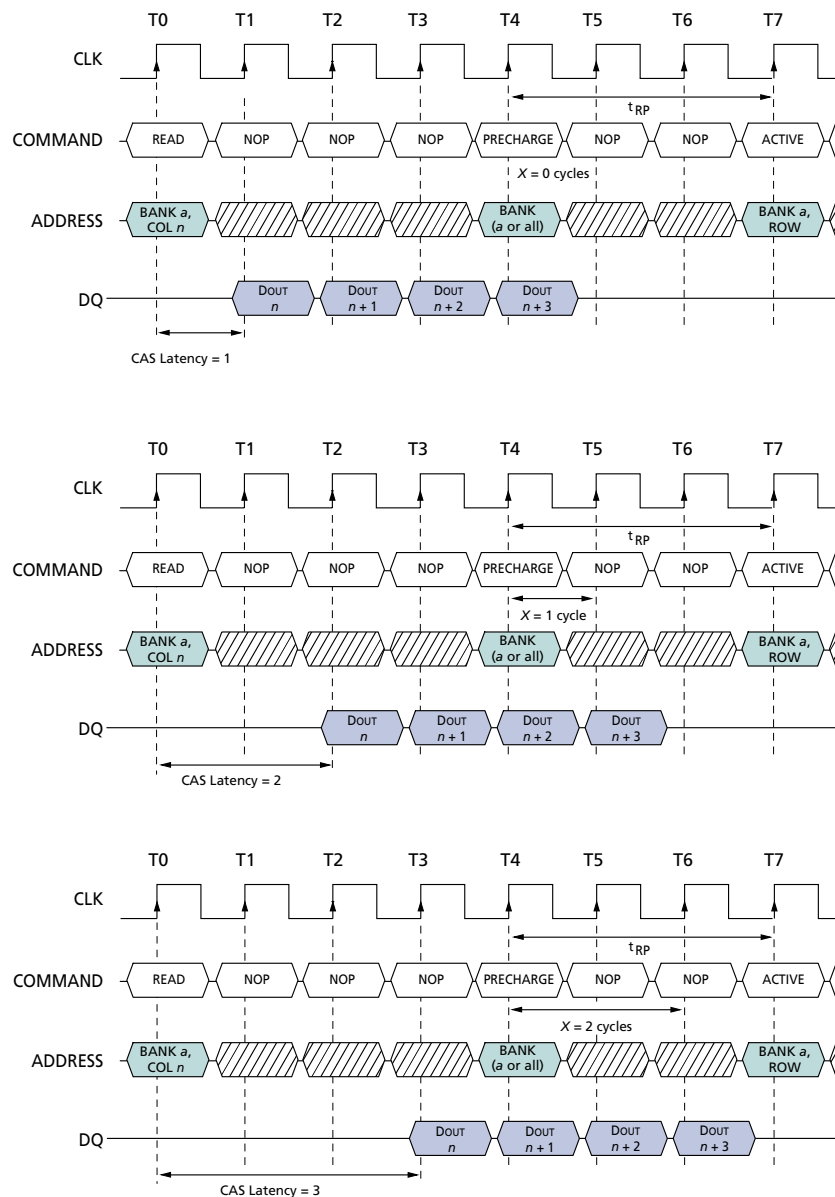 T0 T1 T2 T3 T4 T5 T6 T7
CLK
tRP
COMMAND READ NOP NOP NOP PRECHARGE NOP NOP ACTIVE
X = 0 cycles
ADDRESS BANK a, COL n BANK (a or all) BANK a, ROW
DQ DOUT n DOUT n + 1 DOUT n + 2 DOUT n + 3
CAS Latency = 1
T0 T1 T2 T3 T4 T5 T6 T7
CLK
tRP
COMMAND READ NOP NOP NOP PRECHARGE NOP NOP ACTIVE
X = 1 cycle
ADDRESS BANK a, COL n BANK (a or all) BANK a, ROW
DQ DOUT n DOUT n + 1 DOUT n + 2 DOUT n + 3
CAS Latency = 2
T0 T1 T2 T3 T4 T5 T6 T7
CLK
tRP
COMMAND READ NOP NOP NOP PRECHARGE NOP NOP ACTIVE
X = 2 cycles
ADDRESS BANK a, COL n BANK (a or all) BANK a, ROW
DQ DOUT n DOUT n + 1 DOUT n + 2 DOUT n + 3
CAS Latency = 3